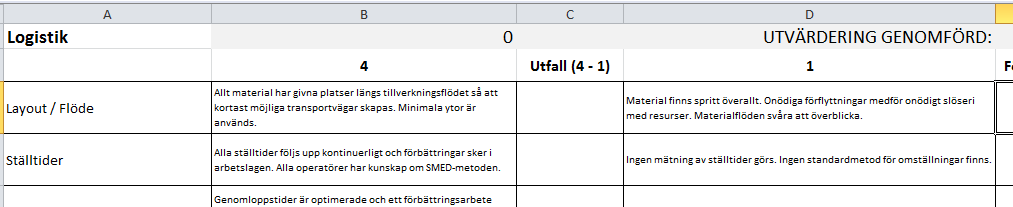 A B C D
Logistik 0 UTVÄRDERING GENOMFÖRD:
4 Utfall (4 - 1) 1
Layout / Flöde
Allt material har givna platser längs tillverkningsflödet så att
kortast möjliga transportvägar skapas. Minimala ytor är
används.
Material finns spritt överallt. Onödiga förflyttningar medför onödigt slöseri
med resurser. Materialflöden svåra att överblicka.
Ställtider
Alla ställtider följs upp kontinuerligt och förbättringar sker i
arbetslagen. Alla operatörer har kunskap om SMED-metoden.
Ingen mätning av ställtider görs. Ingen standardmetod för omställningar finns.
Genomloppstider är optimerade och ett förbättringsarbete